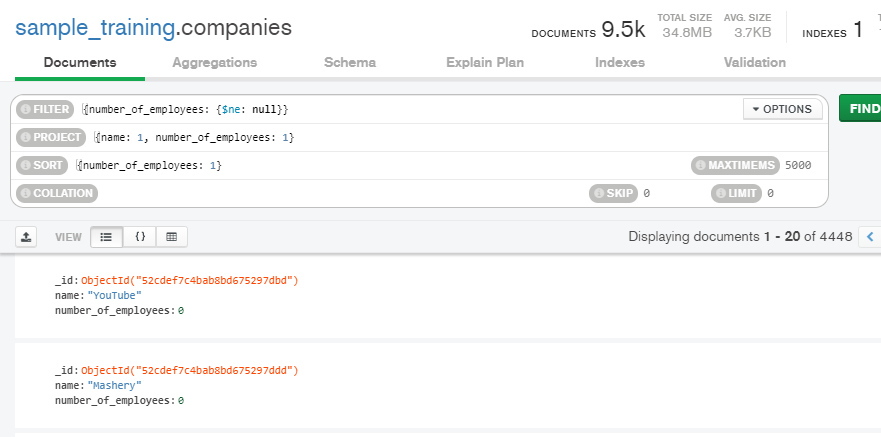 sample_training.companies
DOCUMENTS 9.5k TOTAL SIZE 34.8MB AVG. SIZE 3.7KB INDEXES 1
Documents Aggregations Schema Explain Plan Indexes Validation
FILTER {number_of_employees: {$ne: null}} OPTIONS FIND
PROJECT {name: 1, number_of_employees: 1}
SORT {number_of_employees: 1} MAXTIMEMS 5000
COLLATION SKIP 0 LIMIT 0
VIEW {} Displaying documents 1 - 20 of 4448 <
_id: ObjectId("52cdef7c4bab8bd675297dbd")
name: "YouTube"
number_of_employees: 0
_id: ObjectId("52cdef7c4bab8bd675297ddd")
name: "Mashery"
number_of_employees: 0